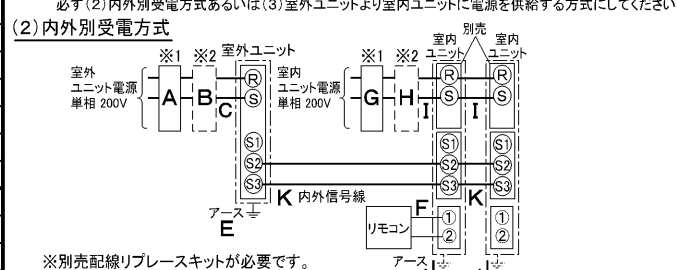 必ず(2)内外別受電方式あるいは(3)室外ユニットより室内ユニットに電源を供給する方式にしてください
(2)内外別受電方式
別売
※1 ※2 室外ユニット
※1 ※2 室内ユニット 室内ユニット
室外ユニット電源 単相 200V
A B C R S
室内ユニット電源 単相 200V
G H I R S I R S
S1 S1 S1
S2 S2 S2
S3 S3 S3
K 内外信号線 K
アース
E
リモコン F ① ② ① ②
アース
※別売配線リプレースキットが必要です。